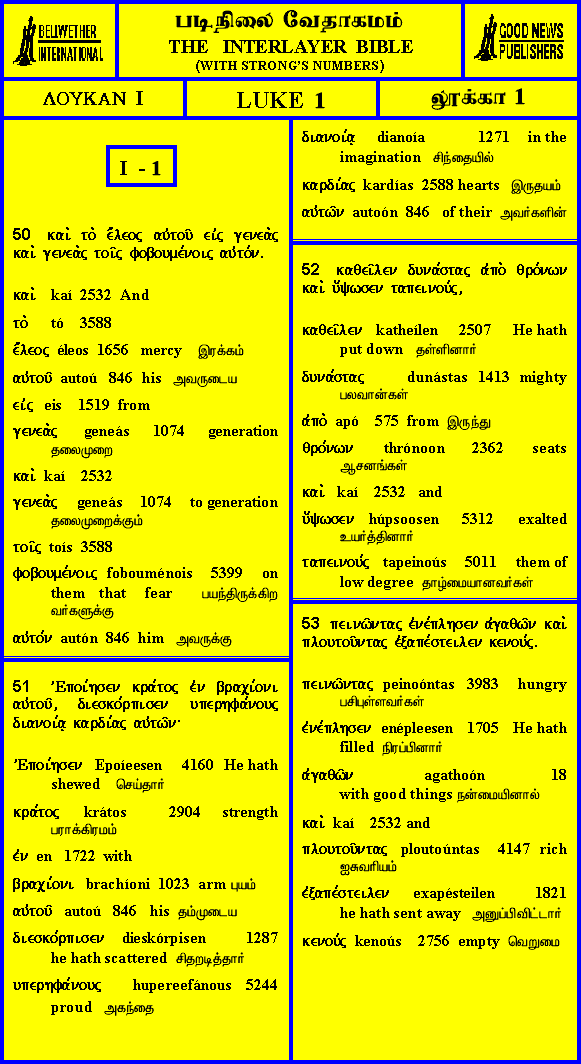 BELLWETHER
INTERNATIONAL
படிநிலை வேதாகமம்
THE INTERLAYER BIBLE
(WITH STRONG'S NUMBERS)
GOOD NEWS
PUBLISHERS
ΛΟΥΚΑΝ I
LUKE 1
லூக்கா 1
I - 1
50 καὶ τὸ ἔλεος αὐτοῦ εἰς γενεὰς
καὶ γενεὰς τοῖς φοβουμένοις αὐτόν.
καὶ kaí 2532 And
τὸ tó 3588
ἔλεος éleos 1656 mercy இரக்கம்
αὐτοῦ autoú 846 his அவருடைய
εἰς eis 1519 from
γενεὰς geneás 1074 generation
தலைமுறை
καὶ kaí 2532
γενεὰς geneás 1074 to generation
தலைமுறைக்கும்
τοῖς toís 3588
φοβουμένοις fobouménois 5399 on
them that fear பயந்திருக்கிற
வர்களுக்கு
αὐτόν autón 846 him அவருக்கு
51 Ἐποίησεν κράτος ἐν βραχίονι
αὐτοῦ, διεσκόρπισεν υπερηφάνους
διανοίᾳ καρδίας αὐτῶν·
Ἐποίησεν Epoíeesen 4160 He hath
shewed செய்தார்
κράτος krátos 2904 strength
பராக்கிரமம்
ἐν en 1722 with
βραχίονι brachíoni 1023 arm புயம்
αὐτοῦ autoú 846 his தம்முடைய
διεσκόρπισεν dieskórpisen 1287
he hath scattered சிதறடித்தார்
υπερηφάνους hupereefánous 5244
proud அகந்தை
διανοίᾳ dianoía 1271 in the
imagination சிந்தையில்
καρδίας kardías 2588 hearts இருதயம்
αὐτῶν autoón 846 of their அவர்களின்
52 καθεῖλεν δυνάστας ἀπὸ θρόνων
καὶ ὕψωσεν ταπεινούς,
καθεῖλεν katheílen 2507 He hath
put down தள்ளினார்
δυνάστας dunástas 1413 mighty
பலவான்கள்
ἀπὸ apó 575 from இருந்து
θρόνων thrónoon 2362 seats
ஆசனங்கள்
καὶ kaí 2532 and
ὕψωσεν húpsoosen 5312 exalted
உயர்த்தினார்
ταπεινούς tapeinoús 5011 them of
low degree தாழ்மையானவர்கள்
53 πεινῶντας ἐνέπλησεν ἀγαθῶν καὶ
πλουτοῦντας ἐξαπέστειλεν κενούς.
πεινῶντας peinoóntas 3983 hungry
பசிபுள்ளவர்கள்
ἐνέπλησεν enépleesen 1705 He hath
filled நிரப்பினார்
ἀγαθῶν agathoón 18
with good things நன்மையினால்
καὶ kaí 2532 and
πλουτοῦντας ploutoúntas 4147 rich
ஐசுவரியம்
ἐξαπέστειλεν exapésteilen 1821
he hath sent away அனுப்பிவிட்டார்
κενούς kenoús 2756 empty வெறுமை